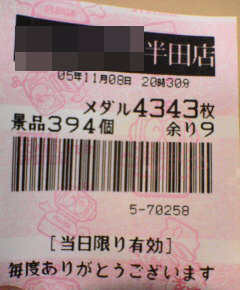 半田店
05年11月08日 20時30分
メダル4343枚
景品394個 余り9
5-70258
[当日限り有効]
毎度ありがとうございます